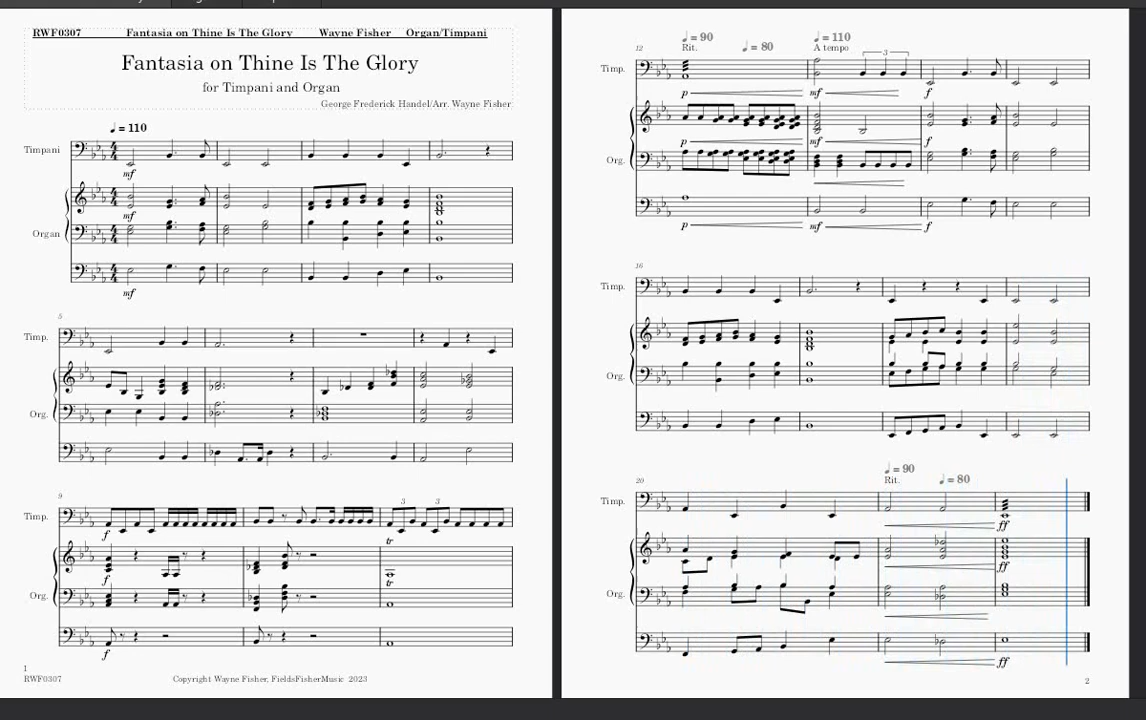 RWF0307 Fantasia on Thine Is The Glory Wayne Fisher Organ/Timpani
Fantasia on Thine Is The Glory
for Timpani and Organ
George Frederick Handel/Arr. Wayne Fisher
♩ = 110
Timpani
mf
mf
Organ
mf
5
Timp.
Org.
9
3 3
Timp.
f
tr
f
tr
Org.
f
1
RWF0307 Copyright Wayne Fisher, FieldsFisherMusic 2023
♩ = 90 ♩ = 80 ♩ = 110
12 Rit. A tempo
3
Timp.
p mf f
p mf f
Org.
p mf f
16
Timp.
Org.
♩ = 90 ♩ = 80
20 Rit.
Timp.
ff
ff
Org.
ff
2